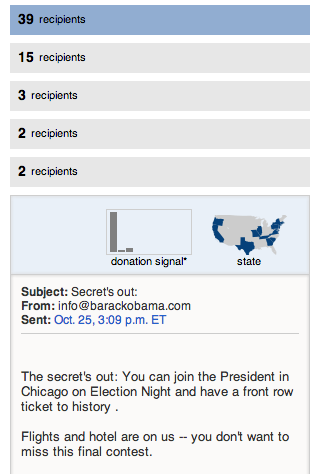 39 recipients
15 recipients
3 recipients
2 recipients
2 recipients
donation signal* state
Subject: Secret's out:
From: info@barackobama.com
Sent: Oct. 25, 3:09 p.m. ET
The secret's out: You can join the President in
Chicago on Election Night and have a front row
ticket to history .
Flights and hotel are on us -- you don't want to
miss this final contest.